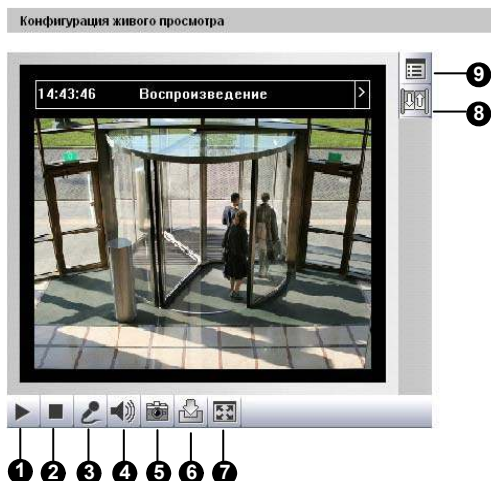 Конфигурация живого просмотра
14:43:46 Воспроизведение >
9
8
1 2 3 4 5 6 7